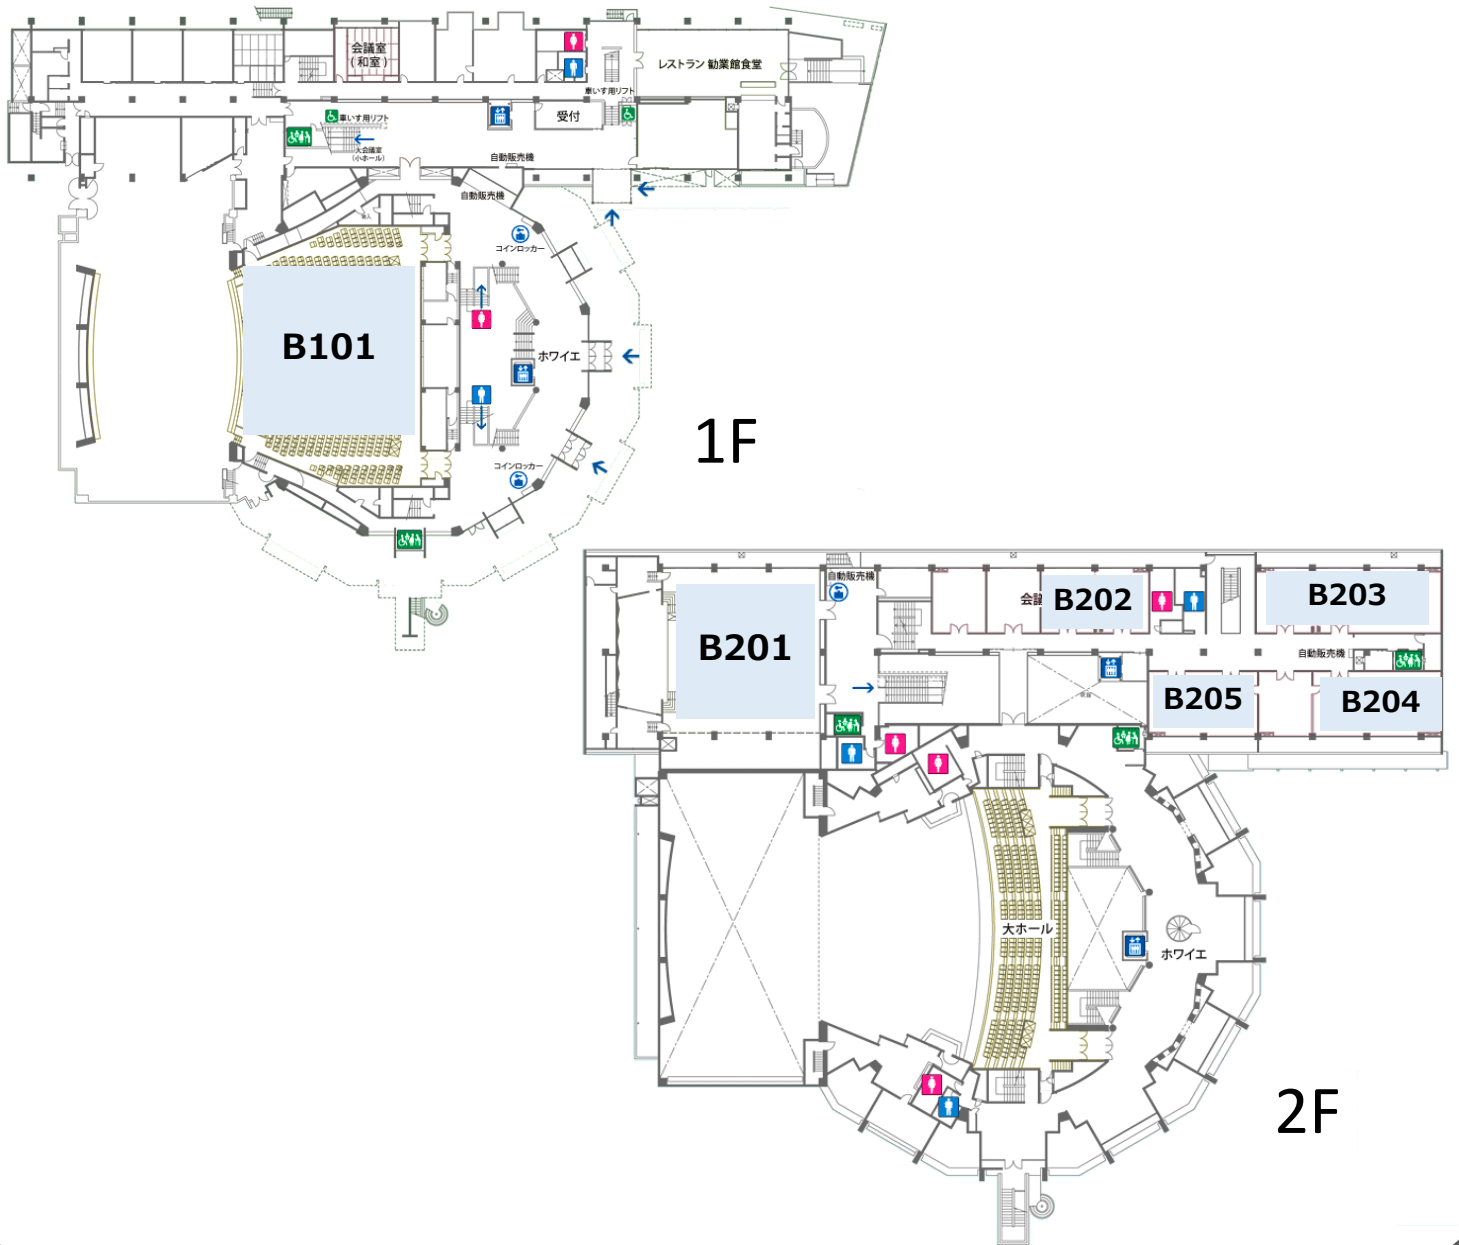 会議室
(和室)
レストラン 勧業館食堂
車いす用リフト
受付
車いす用リフト
大会議室
(小ホール)
自動販売機
自動販売機
コインロッカー
B101
ホワイエ
コインロッカー
1F
自動販売機
会議
B202
B203
B201
自動販売機
B205
B204
大ホール
ホワイエ
2F